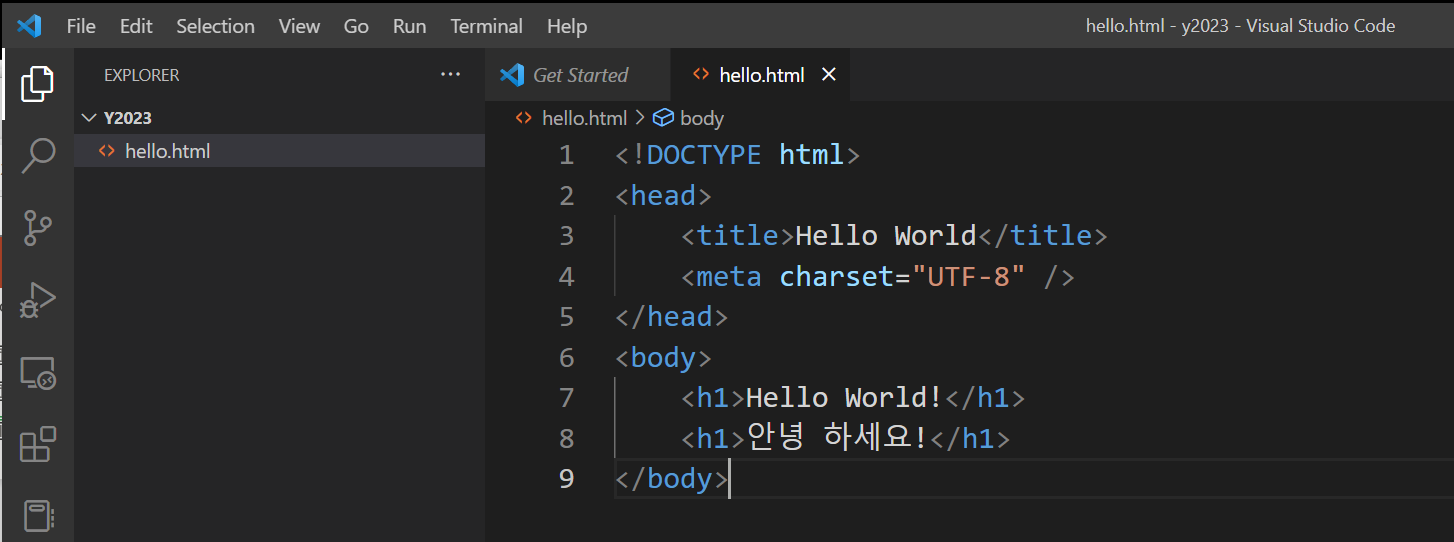 File Edit Selection View Go Run Terminal Help hello.html - y2023 - Visual Studio Code
EXPLORER ···
Get Started
hello.html ×
Y2023
hello.html
hello.html > body
1 <!DOCTYPE html>
2 <head>
3     <title>Hello World</title>
4     <meta charset="UTF-8" />
5 </head>
6 <body>
7     <h1>Hello World!</h1>
8     <h1>안녕 하세요!</h1>
9 </body>